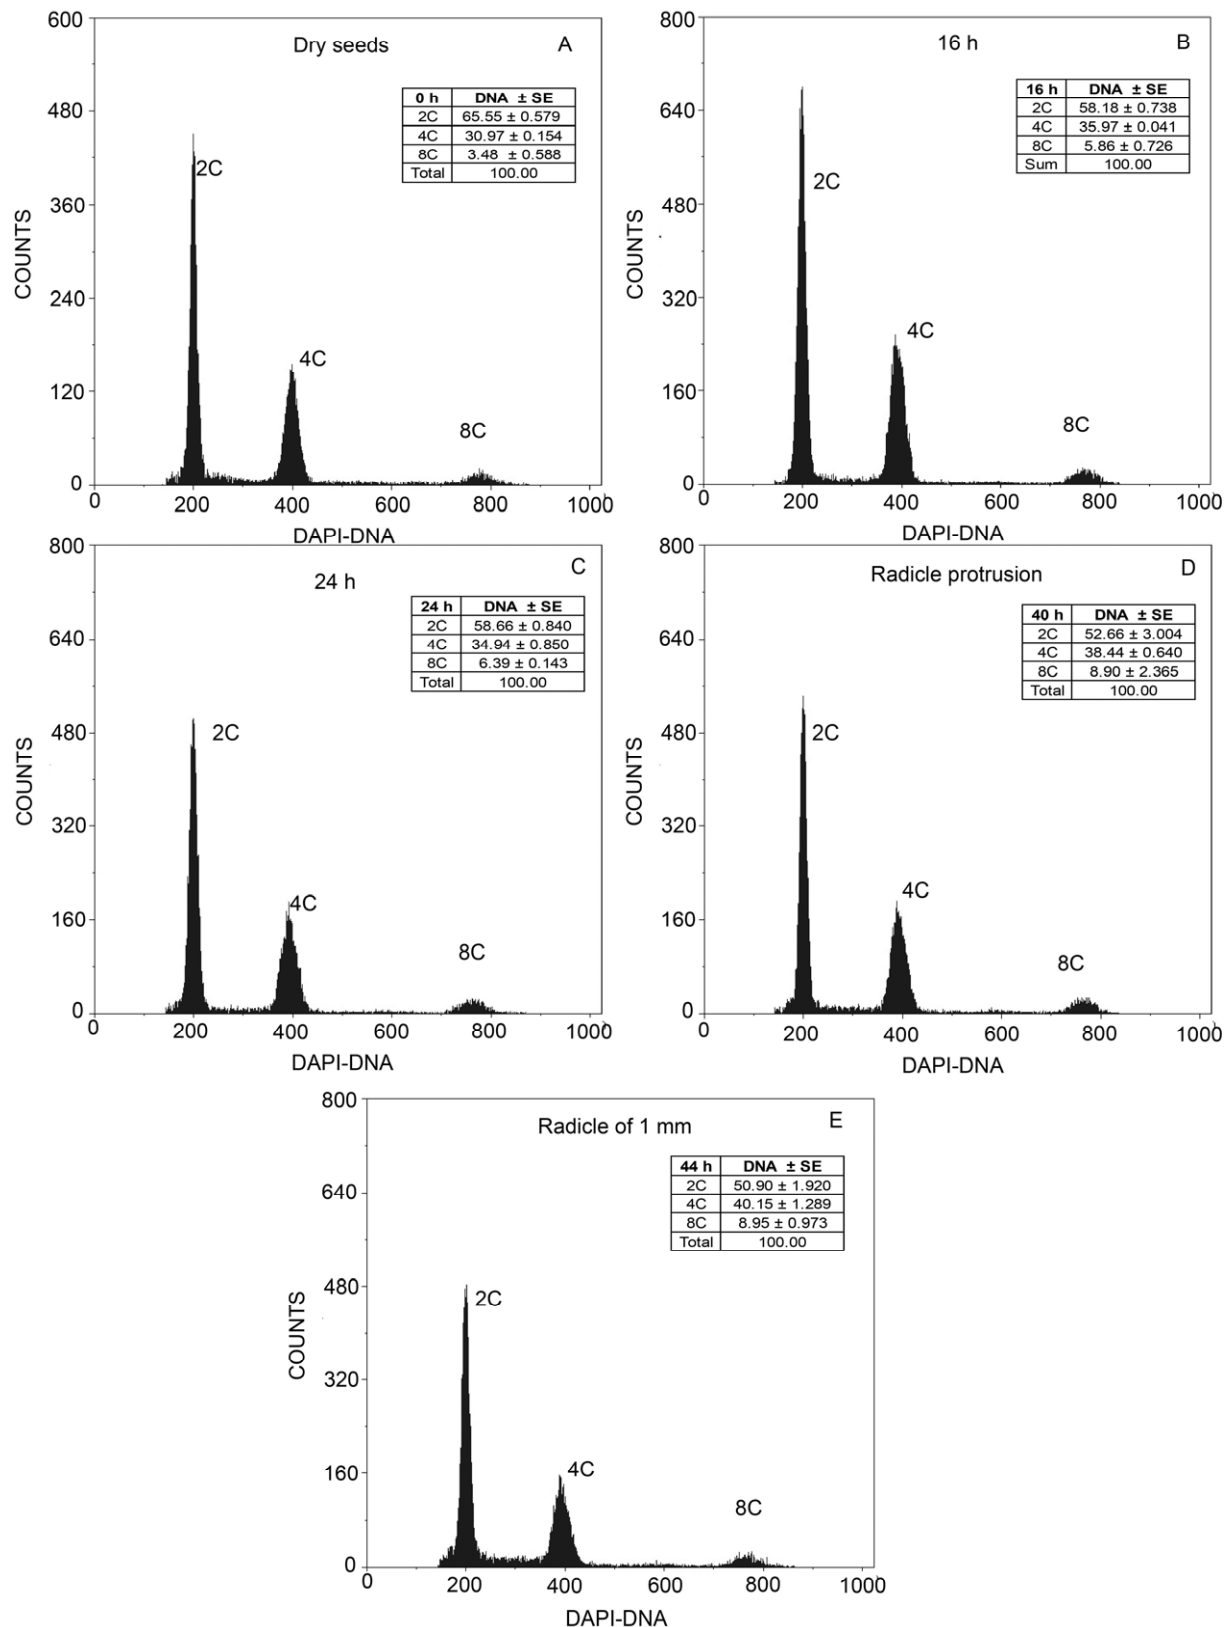 Dry seeds
A
0 h DNA ± SE
2C 65.55 ± 0.579
4C 30.97 ± 0.154
8C 3.48 ± 0.588
Total 100.00
600
480
360
240
120
0
COUNTS
2C
4C
8C
0 200 400 600 800 1000
DAPI-DNA
16 h
B
16 h DNA ± SE
2C 58.18 ± 0.738
4C 35.97 ± 0.041
8C 5.86 ± 0.726
Sum 100.00
800
640
480
320
160
0
COUNTS
2C
4C
8C
0 200 400 600 800 1000
DAPI-DNA
24 h
C
24 h DNA ± SE
2C 58.66 ± 0.840
4C 34.94 ± 0.850
8C 6.39 ± 0.143
Total 100.00
800
640
480
320
160
0
COUNTS
2C
4C
8C
0 200 400 600 800 1000
DAPI-DNA
Radicle protrusion
D
40 h DNA ± SE
2C 52.66 ± 3.004
4C 38.44 ± 0.640
8C 8.90 ± 2.365
Total 100.00
800
640
480
320
160
0
COUNTS
2C
4C
8C
0 200 400 600 800 1000
DAPI-DNA
Radicle of 1 mm
E
44 h DNA ± SE
2C 50.90 ± 1.920
4C 40.15 ± 1.289
8C 8.95 ± 0.973
Total 100.00
800
640
480
320
160
0
COUNTS
2C
4C
8C
0 200 400 600 800 1000
DAPI-DNA